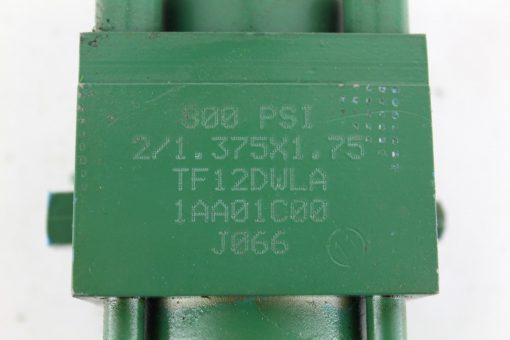 800 PSI
2/1.375X1.75
TF12DWLA
1AA01C00
J066